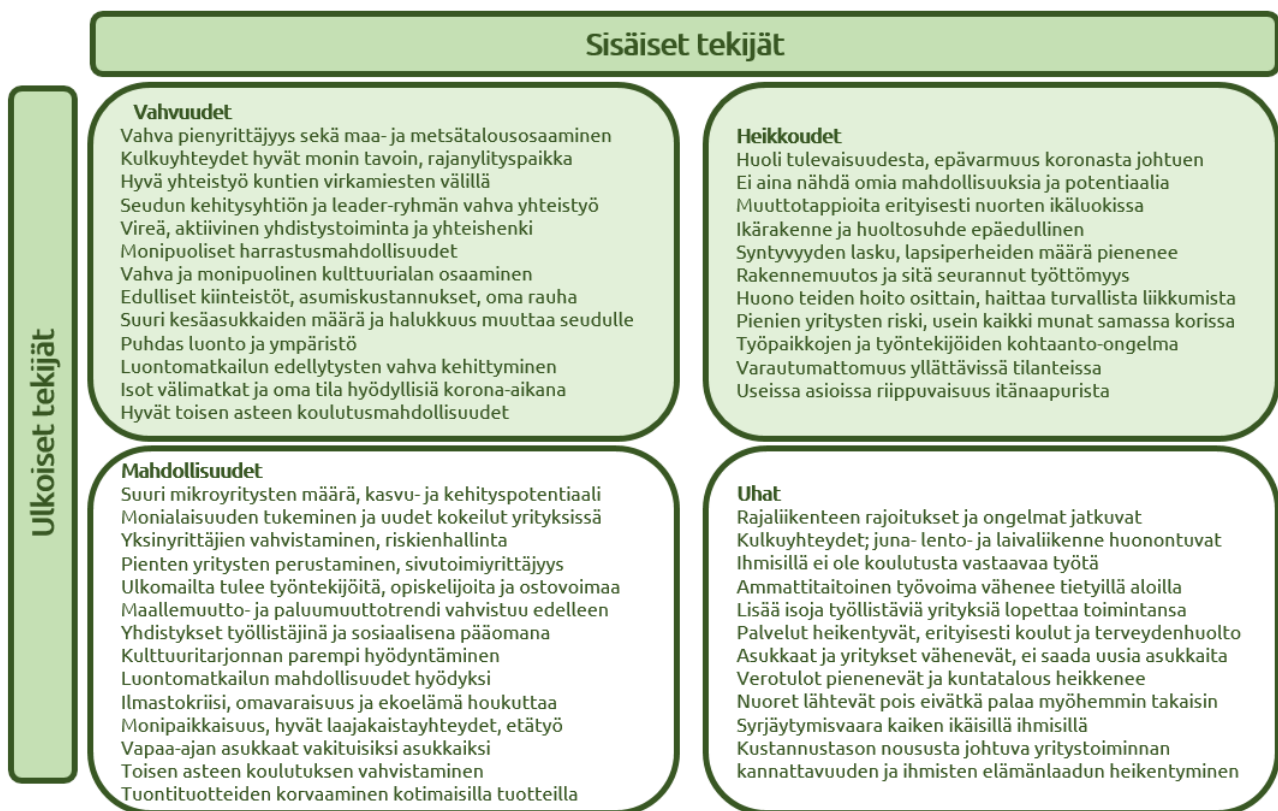 Sisäiset tekijät
Ulkoiset tekijät
Vahvuudet
Vahva pienyrittäjyys sekä maa- ja metsätalousosaaminen
Kulkuyhteydet hyvät monin tavoin, rajanylityspaikka
Hyvä yhteistyö kuntien virkamiesten välillä
Seudun kehitysyhtiön ja leader-ryhmän vahva yhteistyö
Vireä, aktiivinen yhdistystoiminta ja yhteishenki
Monipuoliset harrastusmahdollisuudet
Vahva ja monipuolinen kulttuurialan osaaminen
Edulliset kiinteistöt, asumiskustannukset, oma rauha
Suuri kesäasukkaiden määrä ja halukkuus muuttaa seudulle
Puhdas luonto ja ympäristö
Luontomatkailun edellytysten vahva kehittyminen
Isot välimatkat ja oma tila hyödyllisiä korona-aikana
Hyvät toisen asteen koulutusmahdollisuudet
Heikkoudet
Huoli tulevaisuudesta, epävarmuus koronasta johtuen
Ei aina nähdä omia mahdollisuuksia ja potentiaalia
Muuttotappioita erityisesti nuorten ikäluokissa
Ikärakenne ja huoltosuhde epäedullinen
Syntyvyyden lasku, lapsiperheiden määrä pienenee
Rakennemuutos ja sitä seurannut työttömyys
Huono teiden hoito osittain, haittaa turvallista liikkumista
Pienien yritysten riski, usein kaikki munat samassa korissa
Työpaikkojen ja työntekijöiden kohtaanto-ongelma
Varautumattomuus yllättävissä tilanteissa
Useissa asioissa riippuvaisuus itänaapurista
Mahdollisuudet
Suuri mikroyritysten määrä, kasvu- ja kehityspotentiaali
Monialaisuuden tukeminen ja uudet kokeilut yrityksissä
Yksinyrittäjien vahvistaminen, riskienhallinta
Pienten yritysten perustaminen, sivutoimiyrittäjyys
Ulkomailta tulee työntekijöitä, opiskelijoita ja ostovoimaa
Maallemuutto- ja paluumuuttotrendi vahvistuu edelleen
Yhdistykset työllistäjinä ja sosiaalisena pääomana
Kulttuuritarjonnan parempi hyödyntäminen
Luontomatkailun mahdollisuudet hyödyksi
Ilmastokriisi, omavaraisuus ja ekoelämä houkuttaa
Monipaikkaisuus, hyvät laajakaistayhteydet, etätyö
Vapaa-ajan asukkaat vakituisiksi asukkaiksi
Toisen asteen koulutuksen vahvistaminen
Tuontituotteiden korvaaminen kotimaisilla tuotteilla
Uhat
Rajaliikenteen rajoitukset ja ongelmat jatkuvat
Kulkuyhteydet; juna- lento- ja laivaliikenne huonontuvat
Ihmisillä ei ole koulutusta vastaavaa työtä
Ammattitaitoinen työvoima vähenee tietyillä aloilla
Lisää isoja työllistäviä yrityksiä lopettaa toimintansa
Palvelut heikentyvät, erityisesti koulut ja terveydenhuolto
Asukkaat ja yritykset vähenevät, ei saada uusia asukkaita
Verotulot pienenevät ja kuntatalous heikkenee
Nuoret lähtevät pois eivätkä palaa myöhemmin takaisin
Syrjäytymisvaara kaiken ikäisillä ihmisillä
Kustannustason noususta johtuva yritystoiminnan
kannattavuuden ja ihmisten elämänlaadun heikentyminen